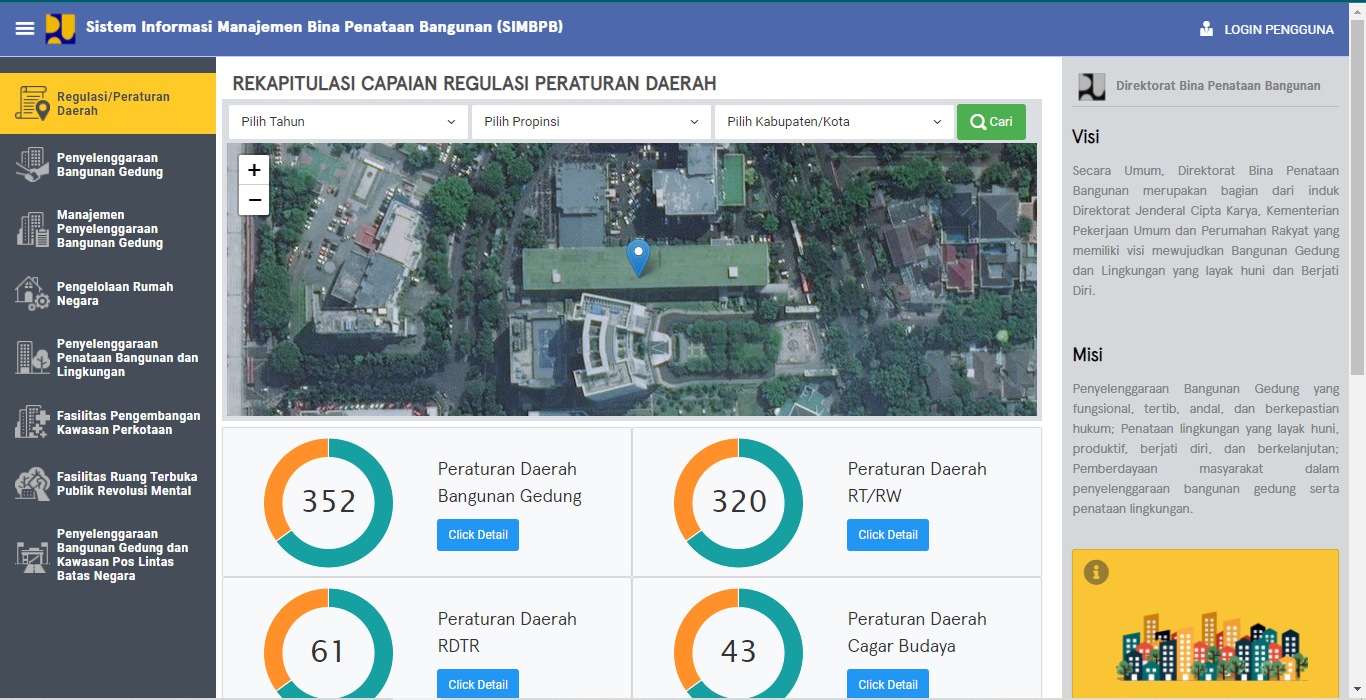 Sistem Informasi Manajemen Bina Penataan Bangunan (SIMBPB)
LOGIN PENGGUNA
Regulasi/Peraturan
Daerah
Penyelenggaraan
Bangunan Gedung
Manajemen
Penyelenggaraan
Bangunan Gedung
Pengelolaan Rumah
Negara
Penyelenggaraan
Penataan Bangunan dan
Lingkungan
Fasilitas Pengembangan
Kawasan Perkotaan
Fasilitas Ruang Terbuka
Publik Revolusi Mental
Penyelenggaraan
Bangunan Gedung dan
Kawasan Pos Lintas
Batas Negara
REKAPITULASI CAPAIAN REGULASI PERATURAN DAERAH
Pilih Tahun
Pilih Propinsi
Pilih Kabupaten/Kota
Cari
+
−
352
Peraturan Daerah
Bangunan Gedung
Click Detail
320
Peraturan Daerah
RT/RW
Click Detail
61
Peraturan Daerah
RDTR
Click Detail
43
Peraturan Daerah
Cagar Budaya
Click Detail
Direktorat Bina Penataan Bangunan
Visi
Secara Umum, Direktorat Bina Penataan
Bangunan merupakan bagian dari induk
Direktorat Jenderal Cipta Karya, Kementerian
Pekerjaan Umum dan Perumahan Rakyat yang
memiliki visi mewujudkan Bangunan Gedung
dan Lingkungan yang layak huni dan Berjati
Diri.
Misi
Penyelenggaraan Bangunan Gedung yang
fungsional, tertib, andal, dan berkepastian
hukum; Penataan lingkungan yang layak huni,
produktif, berjati diri, dan berkelanjutan;
Pemberdayaan masyarakat dalam
penyelenggaraan bangunan gedung serta
penataan lingkungan.